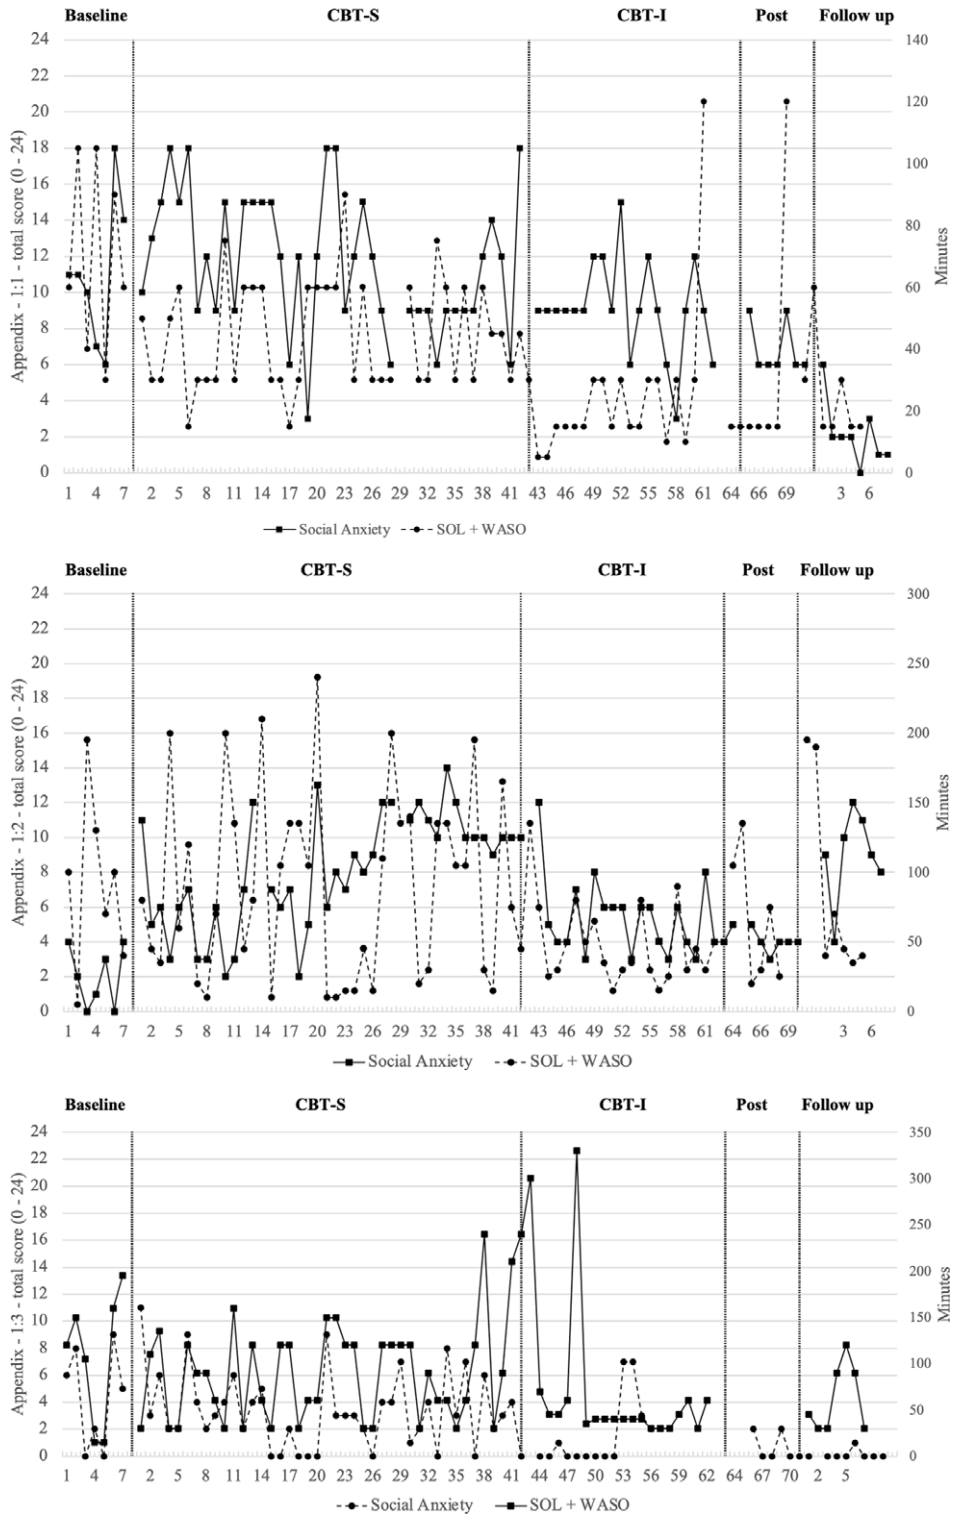 Baseline CBT-S CBT-I Post Follow up
24 22 20 18 16 14 12 10 8 6 4 2 0
Appendix - 1:1 - total score (0 - 24)
140 120 100 80 60 40 20 0
Minutes
1 4 7 2 5 8 11 14 17 20 23 26 29 32 35 38 41 43 46 49 52 55 58 61 64 66 69 3 6
Social Anxiety SOL + WASO
Baseline CBT-S CBT-I Post Follow up
24 22 20 18 16 14 12 10 8 6 4 2 0
Appendix - 1:2 - total score (0 - 24)
300 250 200 150 100 50 0
Minutes
1 4 7 2 5 8 11 14 17 20 23 26 29 32 35 38 41 43 46 49 52 55 58 61 64 66 69 3 6
Social Anxiety SOL + WASO
Baseline CBT-S CBT-I Post Follow up
24 22 20 18 16 14 12 10 8 6 4 2 0
Appendix - 1:3 - total score (0 - 24)
350 300 250 200 150 100 50 0
Minutes
1 4 7 2 5 8 11 14 17 20 23 26 29 32 35 38 41 44 47 50 53 56 59 62 64 67 70 2 5
Social Anxiety SOL + WASO